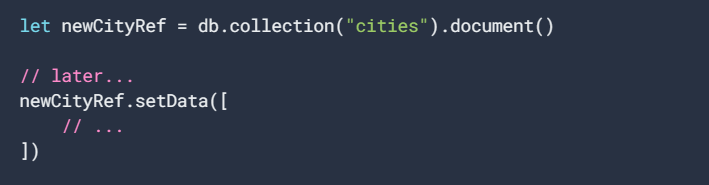 let newCityRef = db.collection("cities").document()

// later...
newCityRef.setData([
    // ...
])